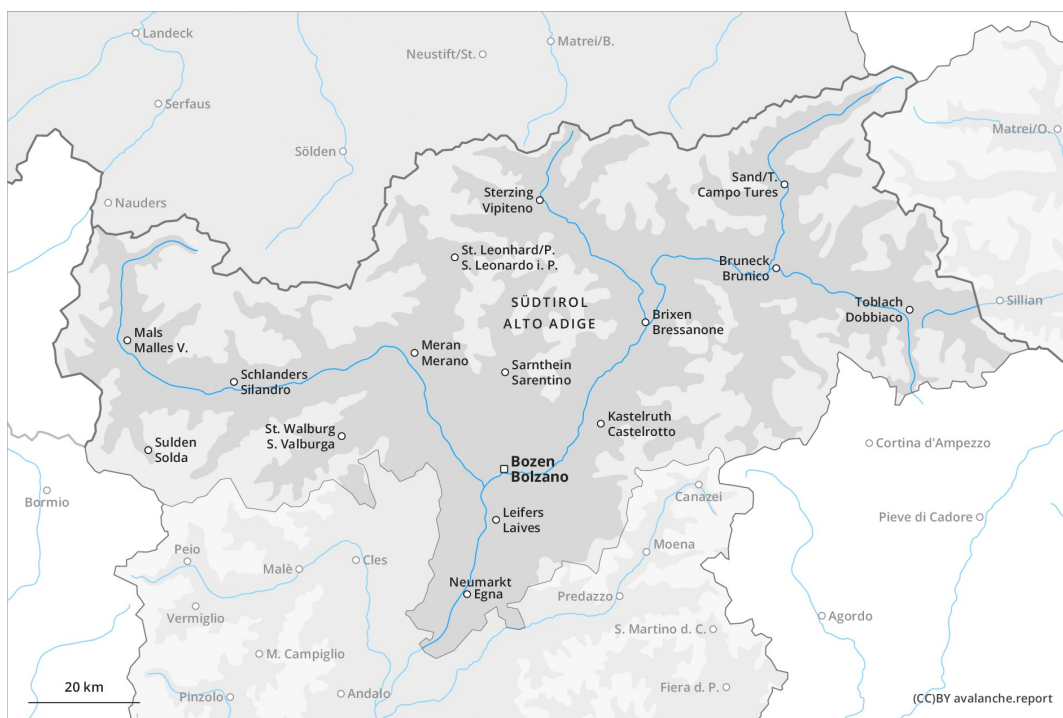 Landeck
Neustift/St.
Matrei/B.
Serfaus
Matrei/O.
Sölden
Sand/T.
Campo Tures
Sterzing
Vipiteno
Nauders
St. Leonhard/P.
S. Leonardo i. P.
Bruneck
Brunico
SÜDTIROL
ALTO ADIGE
Toblach
Dobbiaco
Sillian
Brixen
Bressanone
Mals
Malles V.
Meran
Merano
Sarnthein
Sarentino
Schlanders
Silandro
St. Walburg
S. Valburga
Kastelruth
Castelrotto
Sulden
Solda
Cortina d'Ampezzo
Bozen
Bolzano
Bormio
Canazei
Leifers
Laives
Pieve di Cadore
Peio
Malè
Cles
Moena
Neumarkt
Egna
Predazzo
Vermiglio
Agordo
S. Martino d. C.
M. Campiglio
20 km
Pinzolo
Andalo
Fiera d. P.
(CC)BY avalanche.report